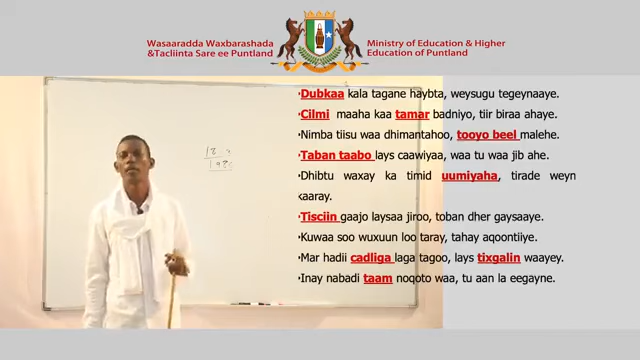 Wasaaradda Waxbarashada
&Tacliinta Sare ee Puntland
Ministry of Education & Higher
Education of Puntland
•Dubkaa kala tagane haybta, weysugu tegeynaaye.
•Cilmi maaha kaa tamar badniyo, tiir biraa ahaye.
•Nimba tiisu waa dhimantahoo, tooyo beel malehe.
•Taban taabo lays caawiyaa, waa tu waa jib ahe.
•Dhibtu waxay ka timid uumiyaha, tirade weyn
kaaray.
•Tisciin gaajo laysaa jiroo, toban dher gaysaaye.
•Kuwaa soo wuxuun loo taray, tahay aqoontiiye.
•Mar hadii cadliga laga tagoo, lays tixgalin waayey.
•Inay nabadi taam noqoto waa, tu aan la eegayne.